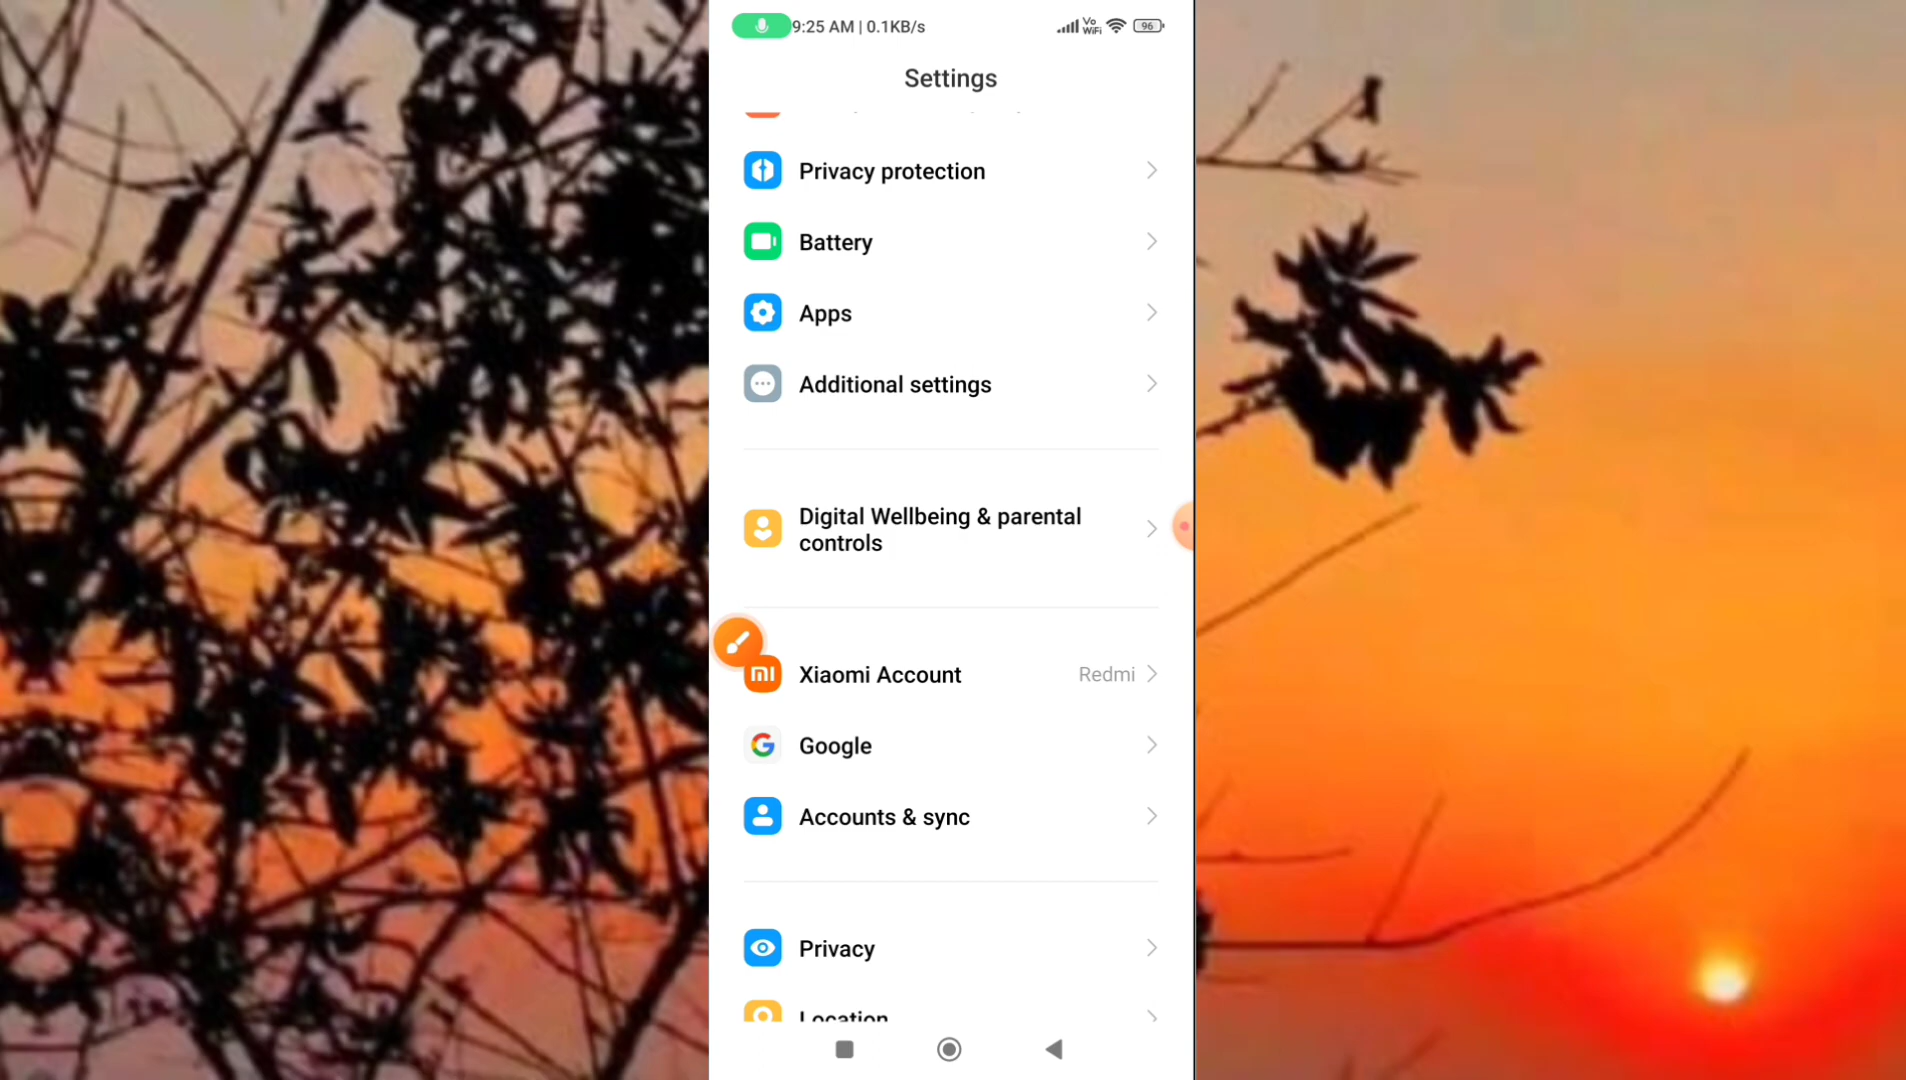 9:25 AM | 0.1KB/s Vo WiFi 96
Settings
Privacy protection
Battery
Apps
Additional settings
Digital Wellbeing & parental
controls
mi Xiaomi Account Redmi
Google
Accounts & sync
Privacy
Location